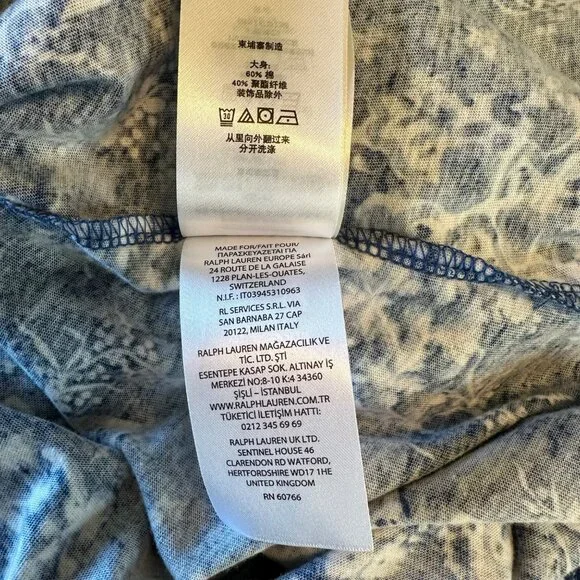 柬埔寨制造
大身:
60% 棉
40% 聚酯纤维
装饰品除外
30
从里向外翻过来
分开洗涤
MADE FOR/FAIT POUR/
ΠΑΡΑΣΚΕΥΑΖΕΤΑΙ ΓΙΑ
RALPH LAUREN EUROPE Sàrl
24 ROUTE DE LA GALAISE
1228 PLAN-LES-OUATES,
SWITZERLAND
N.I.F.: IT03945310963
RL SERVICES S.R.L. VIA
SAN BARNABA 27 CAP
20122, MILAN ITALY
RALPH LAUREN MAĞAZACILIK VE
TİC. LTD. ŞTİ
ESENTEPE KASAP SOK. ALTINAY İŞ
MERKEZİ NO:8-10 K:4 34360
ŞİŞLİ – İSTANBUL
WWW.RALPHLAUREN.COM.TR
TÜKETİCİ İLETİŞİM HATTI:
0212 345 69 69
RALPH LAUREN UK LTD.
SENTINEL HOUSE 46
CLARENDON RD WATFORD,
HERTFORDSHIRE WD17 1HE
UNITED KINGDOM
RN 60766